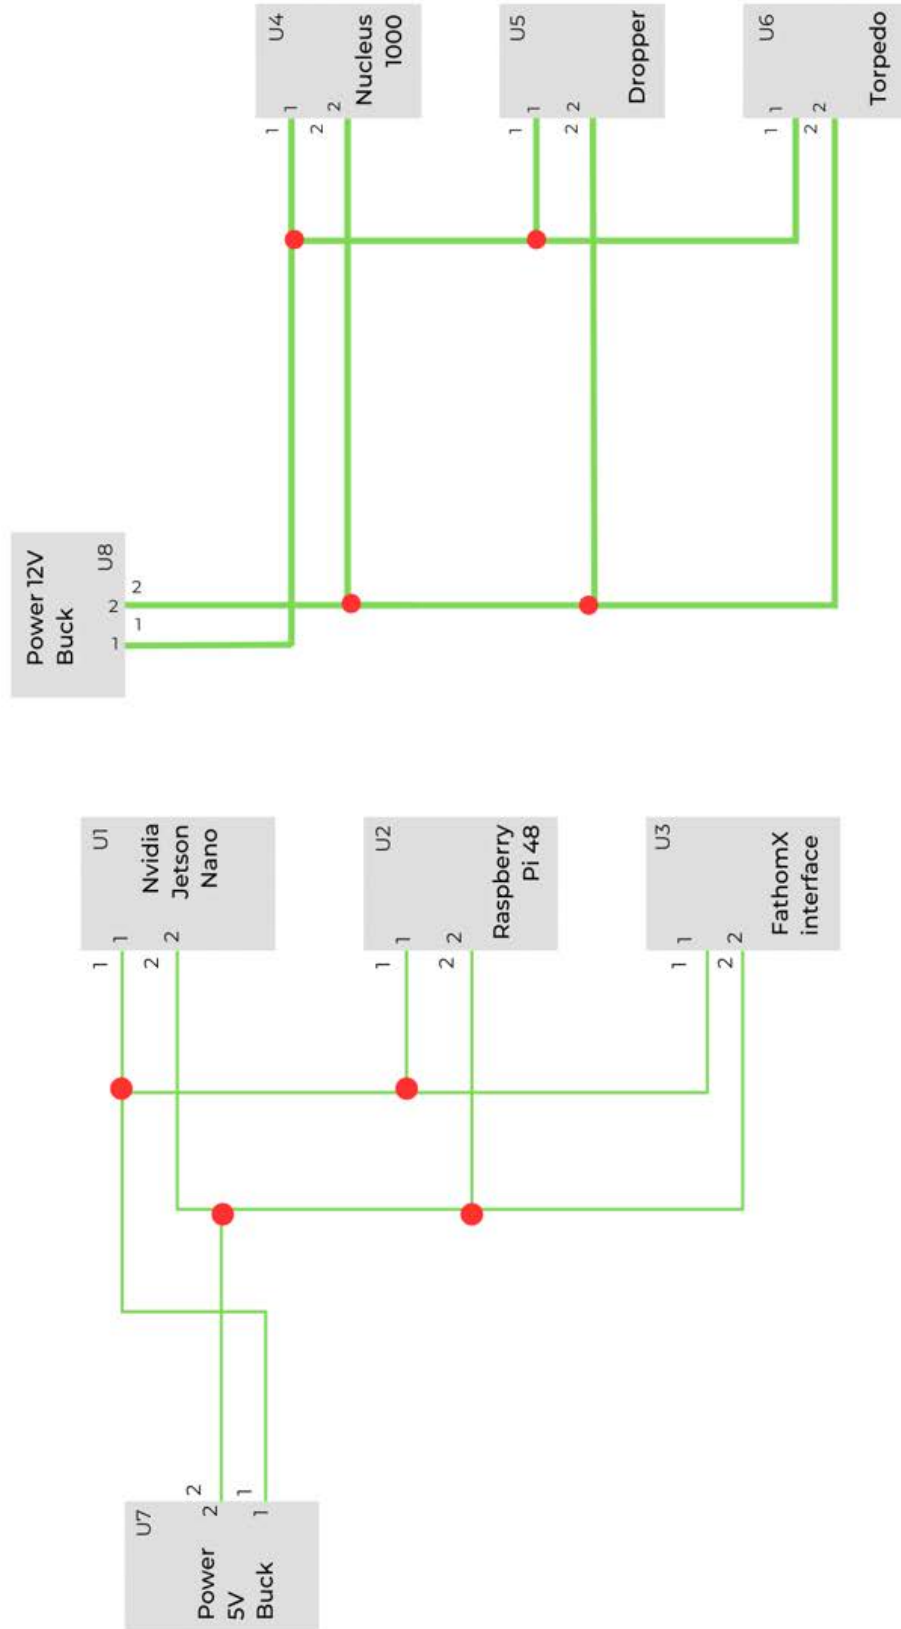 U7
2
2
Power
5V
1
1
Buck
U1
Nvidia
Jetson
Nano
1
1
2
2
U2
1
1
2
2
Raspberry
Pi 48
U3
1
1
2
2
FathomX
interface
Power 12V
Buck
U8
1 2
1 2
U4
1
1
2
2
Nucleus
1000
U5
1
1
2
2
Dropper
U6
1
1
2
2
Torpedo